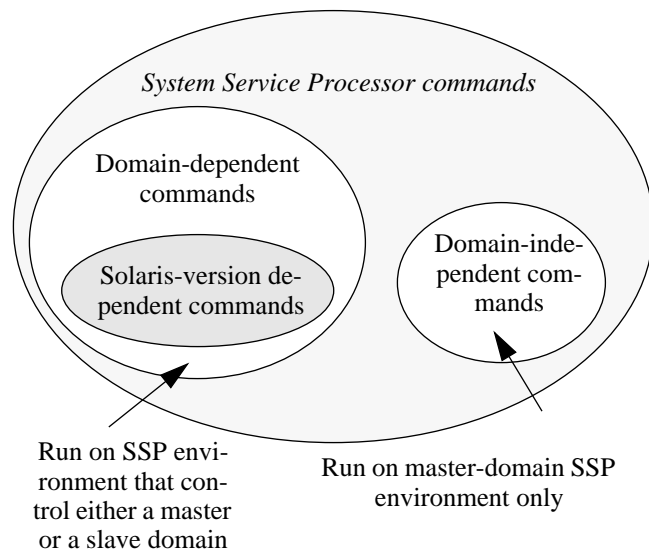 System Service Processor commands
Domain-dependent
commands
Solaris-version de-
pendent commands
Domain-inde-
pendent com-
mands
Run on SSP envi-
ronment that con-
trol either a master
or a slave domain
Run on master-domain SSP
environment only